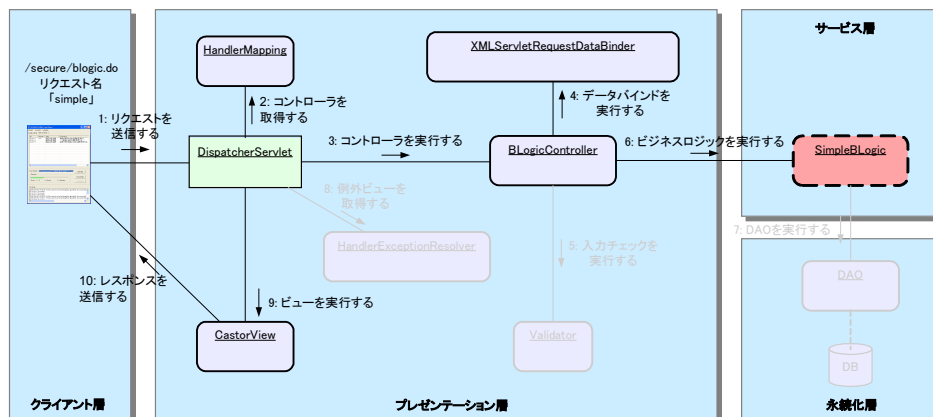 /secure/blogic.do
リクエスト名
「simple」
1: リクエストを
送信する
HandlerMapping
2: コントローラを
取得する
DispatcherServlet
3: コントローラを実行する
XMLServletRequestDataBinder
4: データバインドを
実行する
BLogicController
6: ビジネスロジックを実行する
サービス層
SimpleBLogic
8: 例外ビューを
取得する
HandlerExceptionResolver
5: 入力チェックを
実行する
7: DAOを実行する
10: レスポンスを
送信する
9: ビューを実行する
CastorView
Validator
DAO
DB
クライアント層
プレゼンテーション層
永続化層